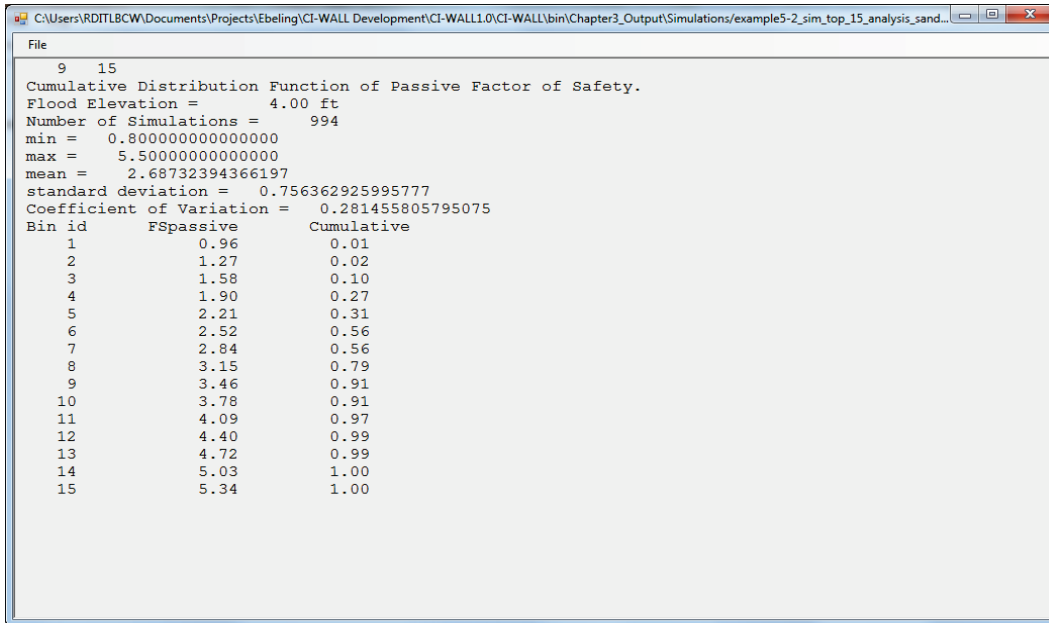 C:\Users\RDITLBCW\Documents\Projects\Ebeling\CI-WALL Development\CI-WALL1.0\CI-WALL\bin\Chapter3_Output\Simulations/example5-2_sim_top_15_analysis_sand...
File
9 15
Cumulative Distribution Function of Passive Factor of Safety.
Flood Elevation = 4.00 ft
Number of Simulations = 994
min = 0.800000000000000
max = 5.50000000000000
mean = 2.68732394366197
standard deviation = 0.756362925995777
Coefficient of Variation = 0.281455805795075
Bin id FSpassive Cumulative
1 0.96 0.01
2 1.27 0.02
3 1.58 0.10
4 1.90 0.27
5 2.21 0.31
6 2.52 0.56
7 2.84 0.56
8 3.15 0.79
9 3.46 0.91
10 3.78 0.91
11 4.09 0.97
12 4.40 0.99
13 4.72 0.99
14 5.03 1.00
15 5.34 1.00